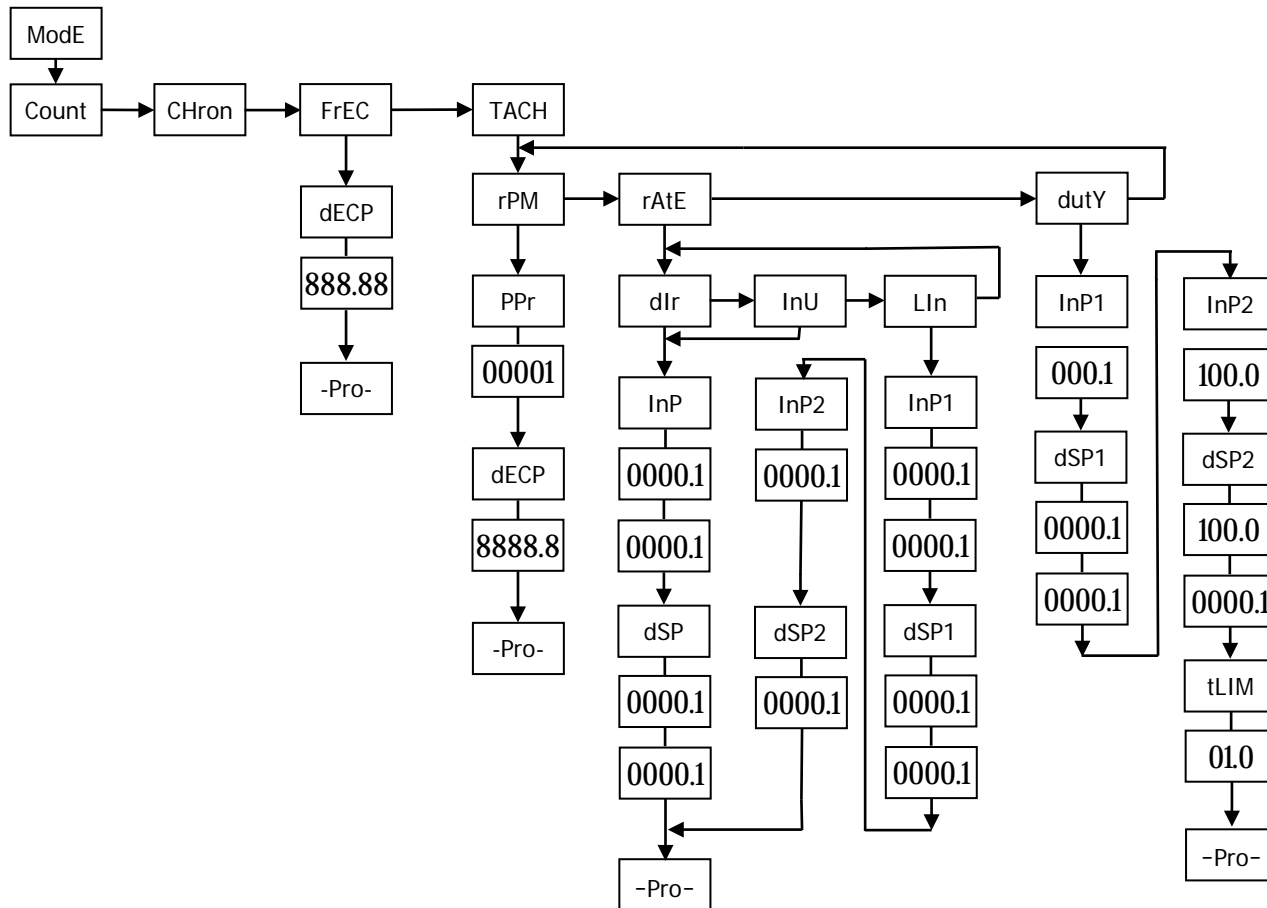 ModE
Count CHron FrEC TACH
dECP rPM rAtE dutY
888.88 PPr dIr InU LIn InP1 InP2
-Pro- 00001 InP InP2 InP1 000.1 100.0
dECP 0000.1 0000.1 0000.1 dSP1 dSP2
8888.8 0000.1 0000.1 0000.1 100.0
-Pro- dSP dSP2 dSP1 0000.1 0000.1
0000.1 0000.1 0000.1 tLIM
0000.1 0000.1 01.0
-Pro- -Pro-